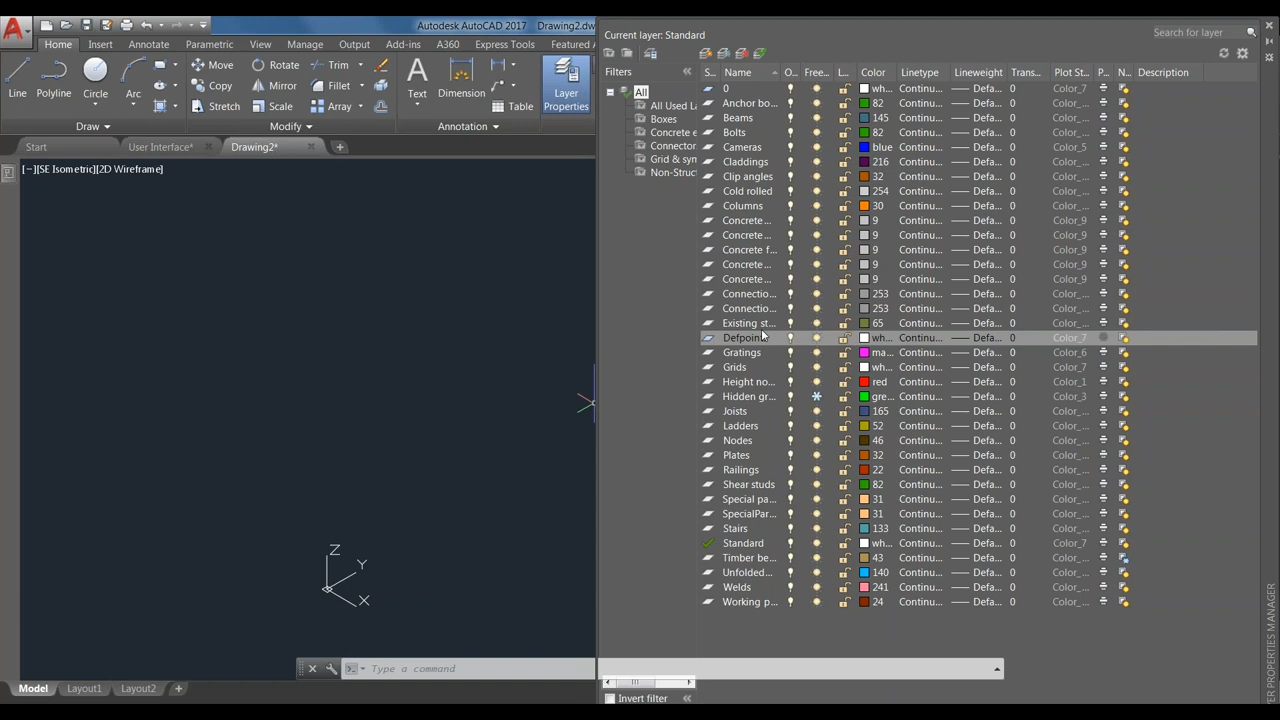 Autodesk AutoCAD 2017 Drawing2.dw
Home Insert Annotate Parametric View Manage Output Add-ins A360 Express Tools Featured
Line Polyline Circle Arc
Move Rotate Trim
Copy Mirror Fillet
Stretch Scale Array
Text Dimension Table
Layer Properties
Draw Modify Annotation
Start User Interface* Drawing2*
[−][SE Isometric][2D Wireframe]
Z
Y
X
Type a command
Model Layout1 Layout2 +
Current layer: Standard
Search for layer
Filters
All
All Used La
Boxes
Concrete e
Connector
Grid & sym
Non-Struct
Invert filter
S... Name O... Free... L... Color Linetype Lineweight Trans... Plot St... P... N... Description
0 wh... Continu... Defa... 0 Color_7
Anchor bo... 82 Continu... Defa... 0 Color_...
Beams 145 Continu... Defa... 0 Color_...
Bolts 82 Continu... Defa... 0 Color_...
Cameras blue Continu... Defa... 0 Color_5
Claddings 216 Continu... Defa... 0 Color_...
Clip angles 32 Continu... Defa... 0 Color_...
Cold rolled 254 Continu... Defa... 0 Color_...
Columns 30 Continu... Defa... 0 Color_...
Concrete ... 9 Continu... Defa... 0 Color_9
Concrete ... 9 Continu... Defa... 0 Color_9
Concrete f... 9 Continu... Defa... 0 Color_9
Concrete ... 9 Continu... Defa... 0 Color_9
Concrete ... 9 Continu... Defa... 0 Color_9
Connectio... 253 Continu... Defa... 0 Color_...
Connectio... 253 Continu... Defa... 0 Color_...
Existing st... 65 Continu... Defa... 0 Color_...
Defpoin wh... Continu... Defa... 0 Color_7
Gratings ma... Continu... Defa... 0 Color_6
Grids wh... Continu... Defa... 0 Color_7
Height no... red Continu... Defa... 0 Color_1
Hidden gr... gre... Continu... Defa... 0 Color_3
Joists 165 Continu... Defa... 0 Color_...
Ladders 52 Continu... Defa... 0 Color_...
Nodes 46 Continu... Defa... 0 Color_...
Plates 32 Continu... Defa... 0 Color_...
Railings 22 Continu... Defa... 0 Color_...
Shear studs 82 Continu... Defa... 0 Color_...
Special pa... 31 Continu... Defa... 0 Color_...
SpecialPar... 31 Continu... Defa... 0 Color_...
Stairs 133 Continu... Defa... 0 Color_...
Standard wh... Continu... Defa... 0 Color_7
Timber be... 43 Continu... Defa... 0 Color_...
Unfolded... 140 Continu... Defa... 0 Color_...
Welds 241 Continu... Defa... 0 Color_...
Working p... 24 Continu... Defa... 0 Color_...
YER PROPERTIES MANAGER